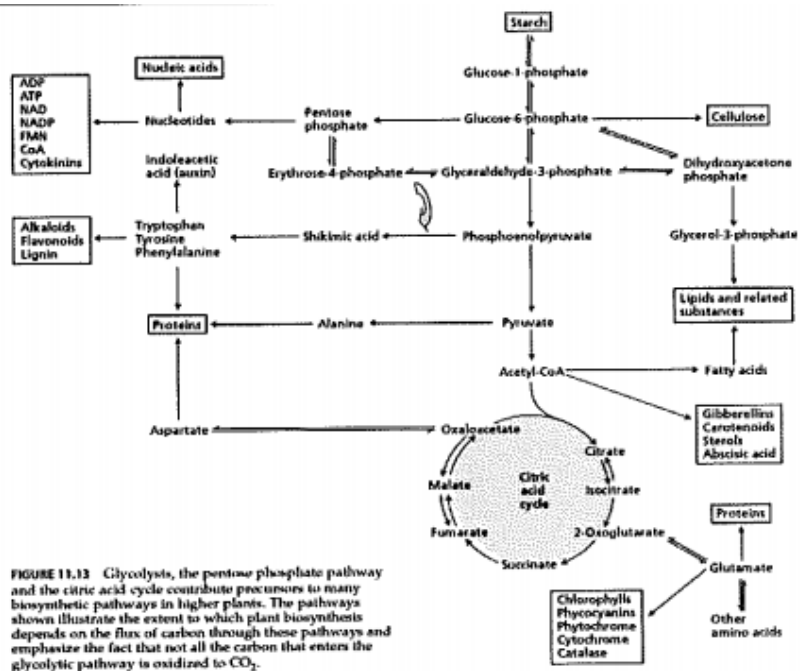 Starch
Glucose-1-phosphate
Nucleic acids
ADP
ATP
NAD
NADP
FMN
CoA
Cytokinins
Nucleotides
Pentose
phosphate
Glucose-6-phosphate
Cellulose
Indoleacetic
acid (auxin)
Erythrose-4-phosphate
Glyceraldehyde-3-phosphate
Dihydroxyacetone
phosphate
Alkaloids
Flavonoids
Lignin
Tryptophan
Tyrosine
Phenylalanine
Shikimic acid
Phosphoenolpyruvate
Glycerol-3-phosphate
Lipids and related
substances
Proteins
Alanine
Pyruvate
Acetyl-CoA
Fatty acids
Gibberellins
Carotenoids
Sterols
Abscisic acid
Aspartate
Oxaloacetate
Citrate
Malate
Citric
acid
cycle
Isocitrate
Fumarate
2-Oxoglutarate
Succinate
Proteins
Glutamate
Chlorophylls
Phycocyanins
Phytochrome
Cytochrome
Catalase
Other
amino acids
FIGURE 11.13 Glycolysis, the pentose phosphate pathway
and the citric acid cycle contribute precursors to many
biosynthetic pathways in higher plants. The pathways
shown illustrate the extent to which plant biosynthesis
depends on the flux of carbon through these pathways and
emphasize the fact that not all the carbon that enters the
glycolytic pathway is oxidized to CO₂.